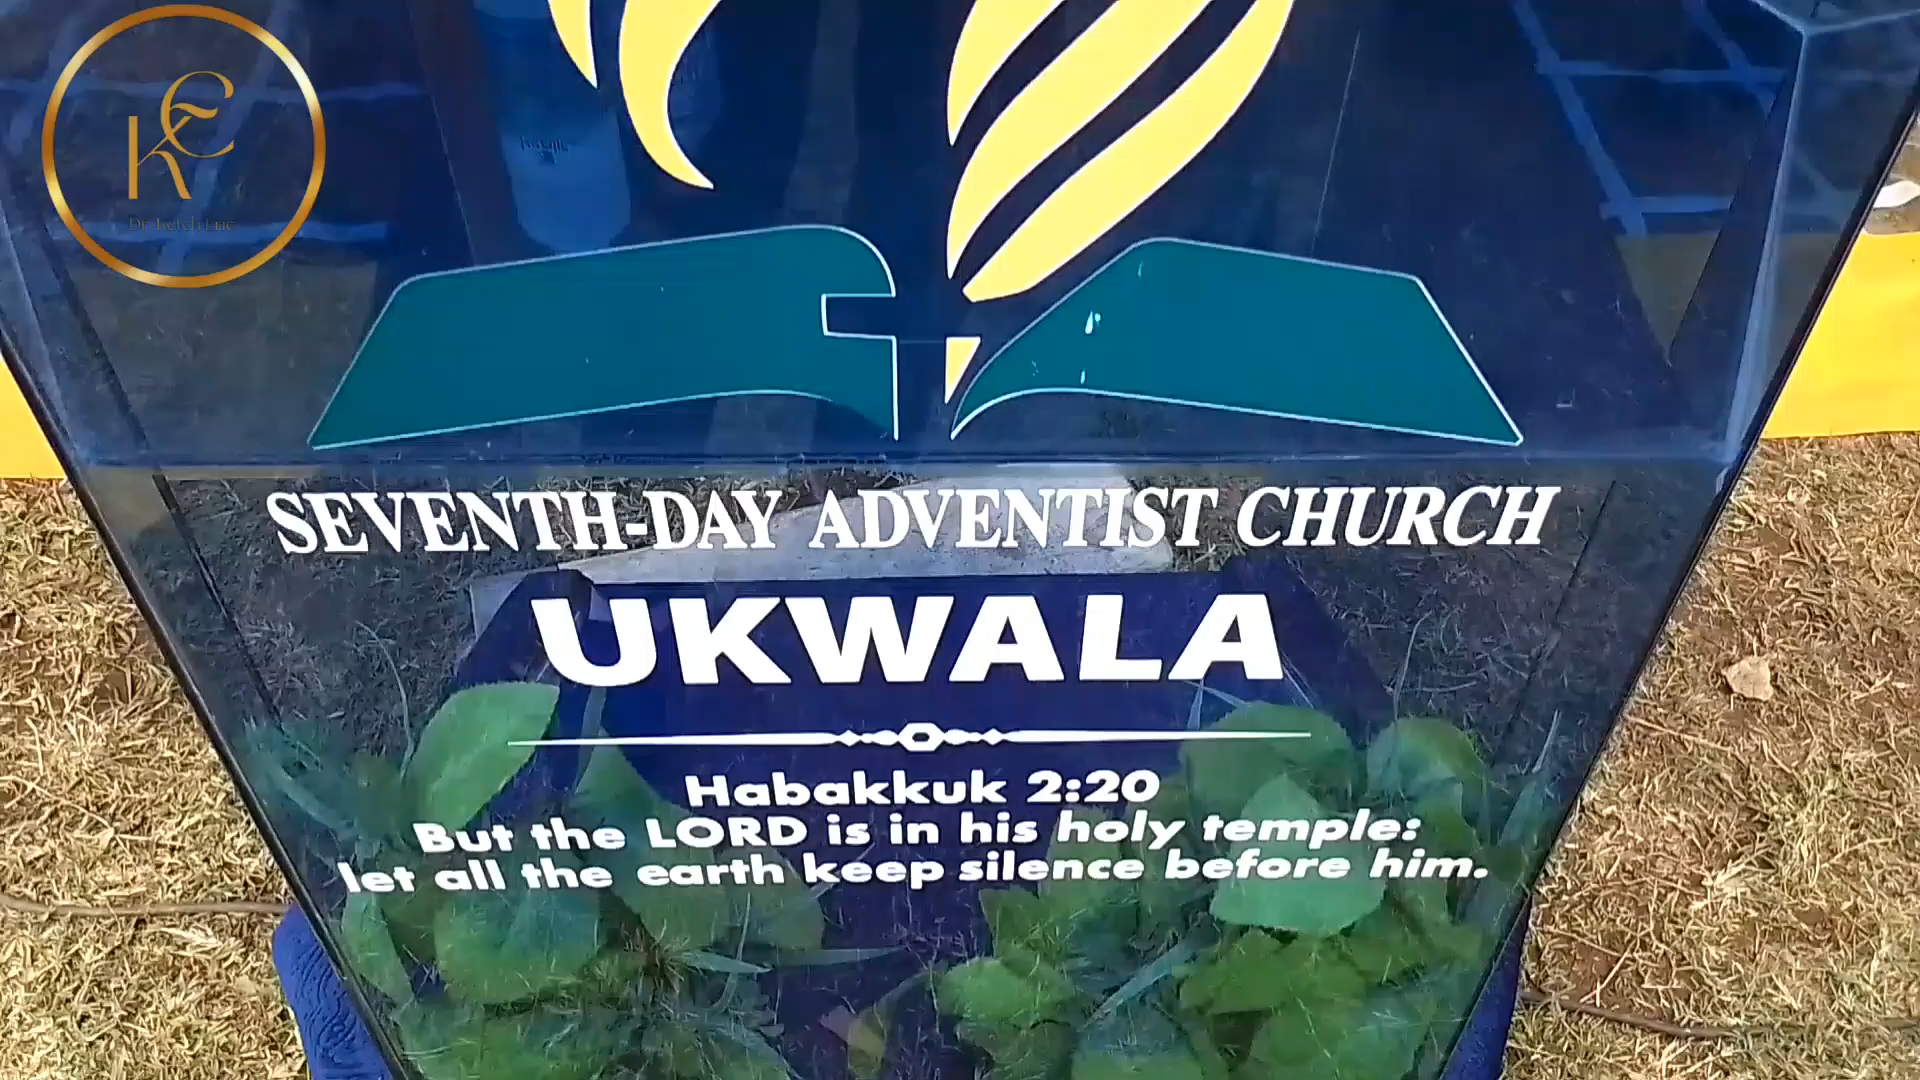 KE
SEVENTH-DAY ADVENTIST CHURCH
UKWALA
Habakkuk 2:20
But the LORD is in his holy temple:
let all the earth keep silence before him.